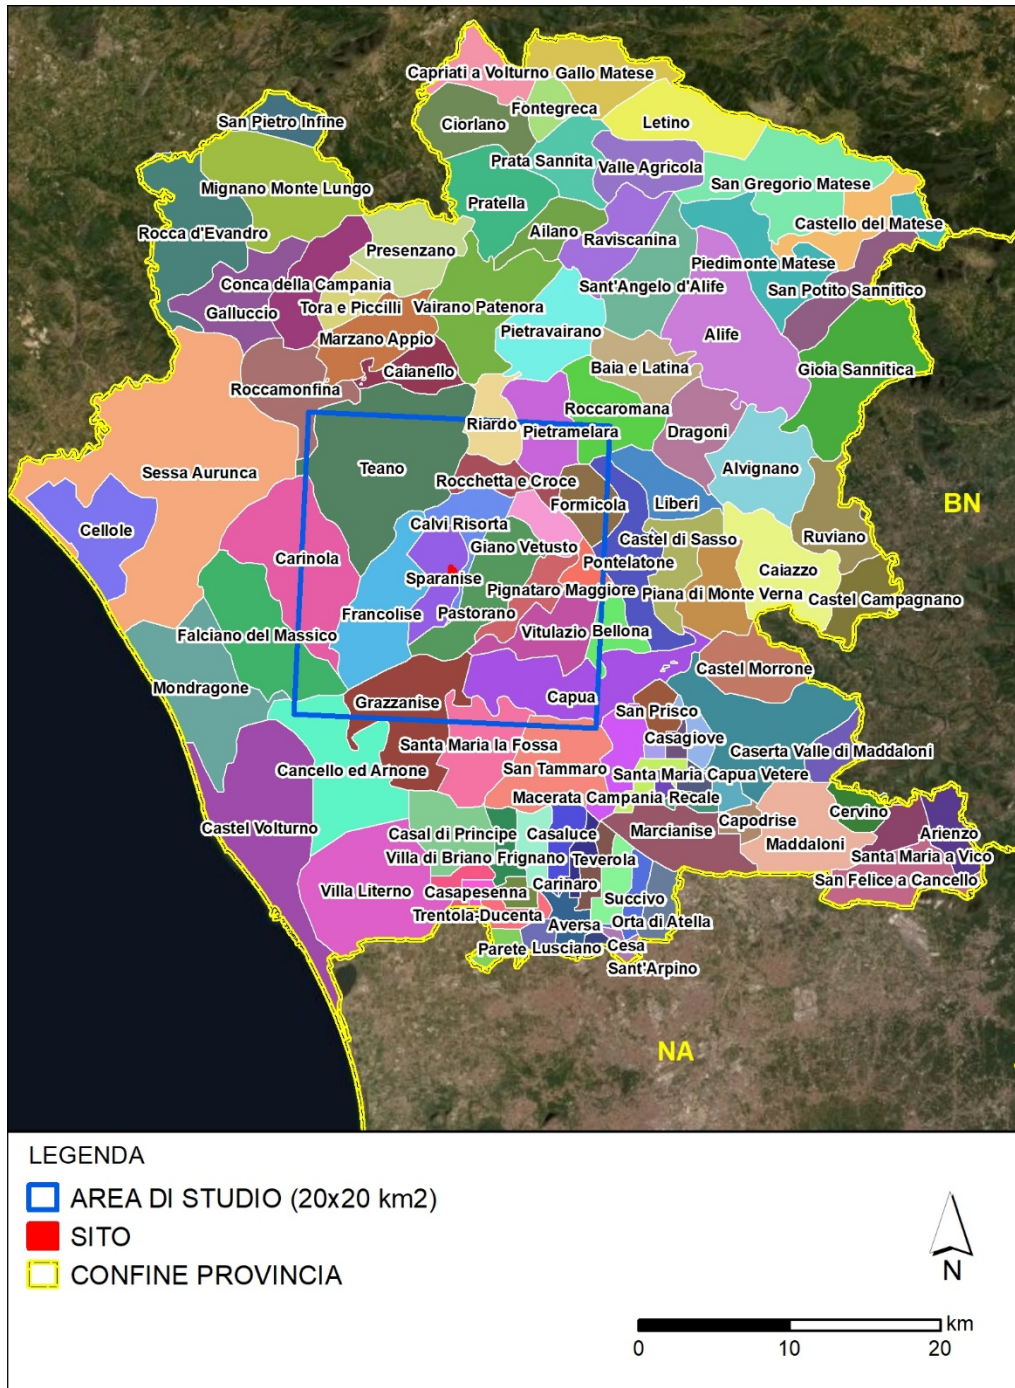 Capriati a Volturno
Gallo Matese
Fontegreca
Ciorlano
Letino
San Pietro Infine
Prata Sannita
Valle Agricola
Mignano Monte Lungo
San Gregorio Matese
Pratella
Castello del Matese
Rocca d'Evandro
Ailano
Raviscanina
Presenzano
Piedimonte Matese
Conca della Campania
Sant'Angelo d'Alife
San Potito Sannitico
Galluccio
Tora e Piccilli
Vairano Patenora
Pietravairano
Alife
Marzano Appio
Caianello
Baia e Latina
Gioia Sannitica
Roccamonfina
Roccaromana
Riardo
Pietramelara
Dragoni
Sessa Aurunca
Teano
Alvignano
Rocchetta e Croce
Formicola
Liberi
BN
Cellole
Calvi Risorta
Castel di Sasso
Ruviano
Carinola
Giano Vetusto
Pontelatone
Caiazzo
Sparanise
Pignataro Maggiore
Piana di Monte Verna
Castel Campagnano
Francolise
Pastorano
Falciano del Massico
Vitulazio
Bellona
Castel Morrone
Mondragone
Grazzanise
Capua
San Prisco
Casagiove
Santa Maria la Fossa
Caserta
Valle di Maddaloni
Cancello ed Arnone
San Tammaro
Santa Maria Capua Vetere
Macerata Campania
Recale
Castel Volturno
Casal di Principe
Casaluce
Marcianise
Capodrise
Cervino
Maddaloni
Arienzo
Villa di Briano
Frignano
Teverola
Santa Maria a Vico
Villa Literno
Casapesenna
Carinaro
Succivo
San Felice a Cancello
Trentola-Ducenta
Aversa
Orta di Atella
Parete
Lusciano
Cesa
Sant'Arpino
NA
LEGENDA
AREA DI STUDIO (20x20 km2)
SITO
CONFINE PROVINCIA
N
km
0 10 20